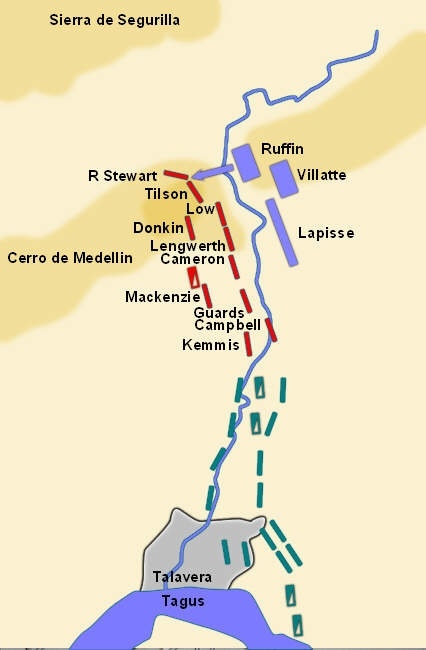 Sierra de Segurilla
Ruffin
R Stewart
Villatte
Tilson
Low
Donkin
Lapisse
Lengwerth
Cerro de Medellin
Cameron
Mackenzie
Guards
Campbell
Kemmis
Talavera
Tagus